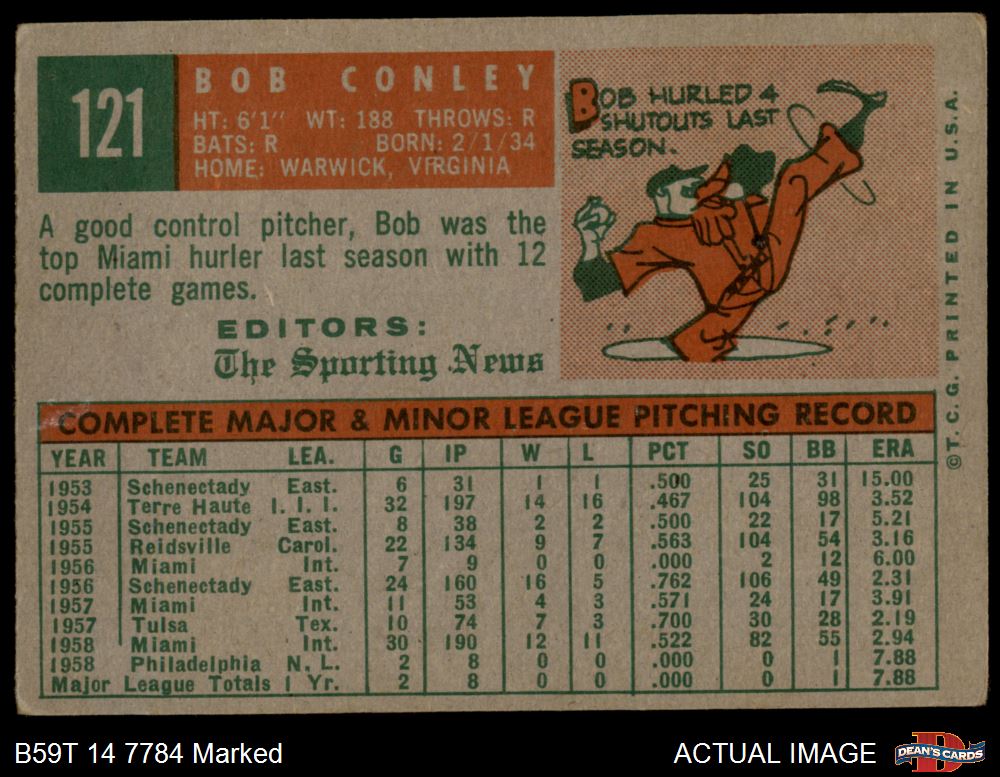 121
BOB CONLEY
HT: 6'1" WT: 188 THROWS: R
BATS: R BORN: 2/1/34
HOME: WARWICK, VIRGINIA
BOB HURLED 4
SHUTOUTS LAST
SEASON.
A good control pitcher, Bob was the
top Miami hurler last season with 12
complete games.
EDITORS:
The Sporting News
COMPLETE MAJOR & MINOR LEAGUE PITCHING RECORD
YEAR TEAM LEA. G IP W L PCT SO BB ERA
1953 Schenectady East. 6 31 1 1 .500 25 31 15.00
1954 Terre Haute I. I. I. 32 197 14 16 .467 104 98 3.52
1955 Schenectady East. 8 38 2 2 .500 22 17 5.21
1955 Reidsville Carol. 22 134 9 7 .563 104 54 3.16
1956 Miami Int. 7 9 0 0 .000 2 12 6.00
1956 Schenectady East. 24 160 16 5 .762 106 49 2.31
1957 Miami Int. 11 53 4 3 .571 24 17 3.91
1957 Tulsa Tex. 10 74 7 3 .700 30 28 2.19
1958 Miami Int. 30 190 12 11 .522 82 55 2.94
1958 Philadelphia N. L. 2 8 0 0 .000 0 1 7.88
Major League Totals 1 Yr. 2 8 0 0 .000 0 1 7.88
©T.C.G. PRINTED IN U.S.A.
B59T 14 7784 Marked
ACTUAL IMAGE
D
DEAN'S CARDS